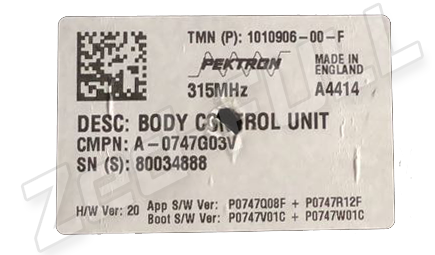 TMN (P): 1010906-00-F
PEKTRON
MADE IN
ENGLAND
315MHz
A4414
DESC: BODY CONTROL UNIT
CMPN: A-0747G03V
SN (S): 80034888
H/W Ver: 20 App S/W Ver: P0747Q08F + P0747R12F
Boot S/W Ver: P0747V01C + P0747W01C